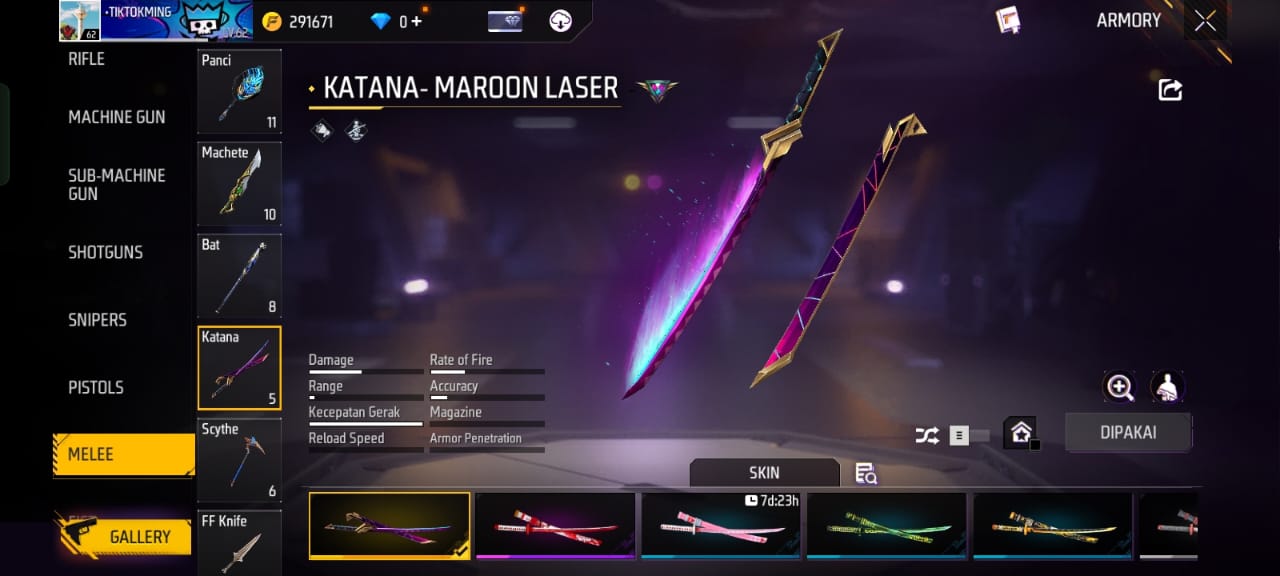 •TIKTOKMING
62
LV.62
291671
0 +
ARMORY
RIFLE
MACHINE GUN
SUB-MACHINE
GUN
SHOTGUNS
SNIPERS
PISTOLS
MELEE
GALLERY
Panci
11
Machete
10
Bat
8
Katana
5
Scythe
6
FF Knife
KATANA- MAROON LASER
Damage
Rate of Fire
Range
Accuracy
Kecepatan Gerak
Magazine
Reload Speed
Armor Penetration
DIPAKAI
SKIN
7d:23h